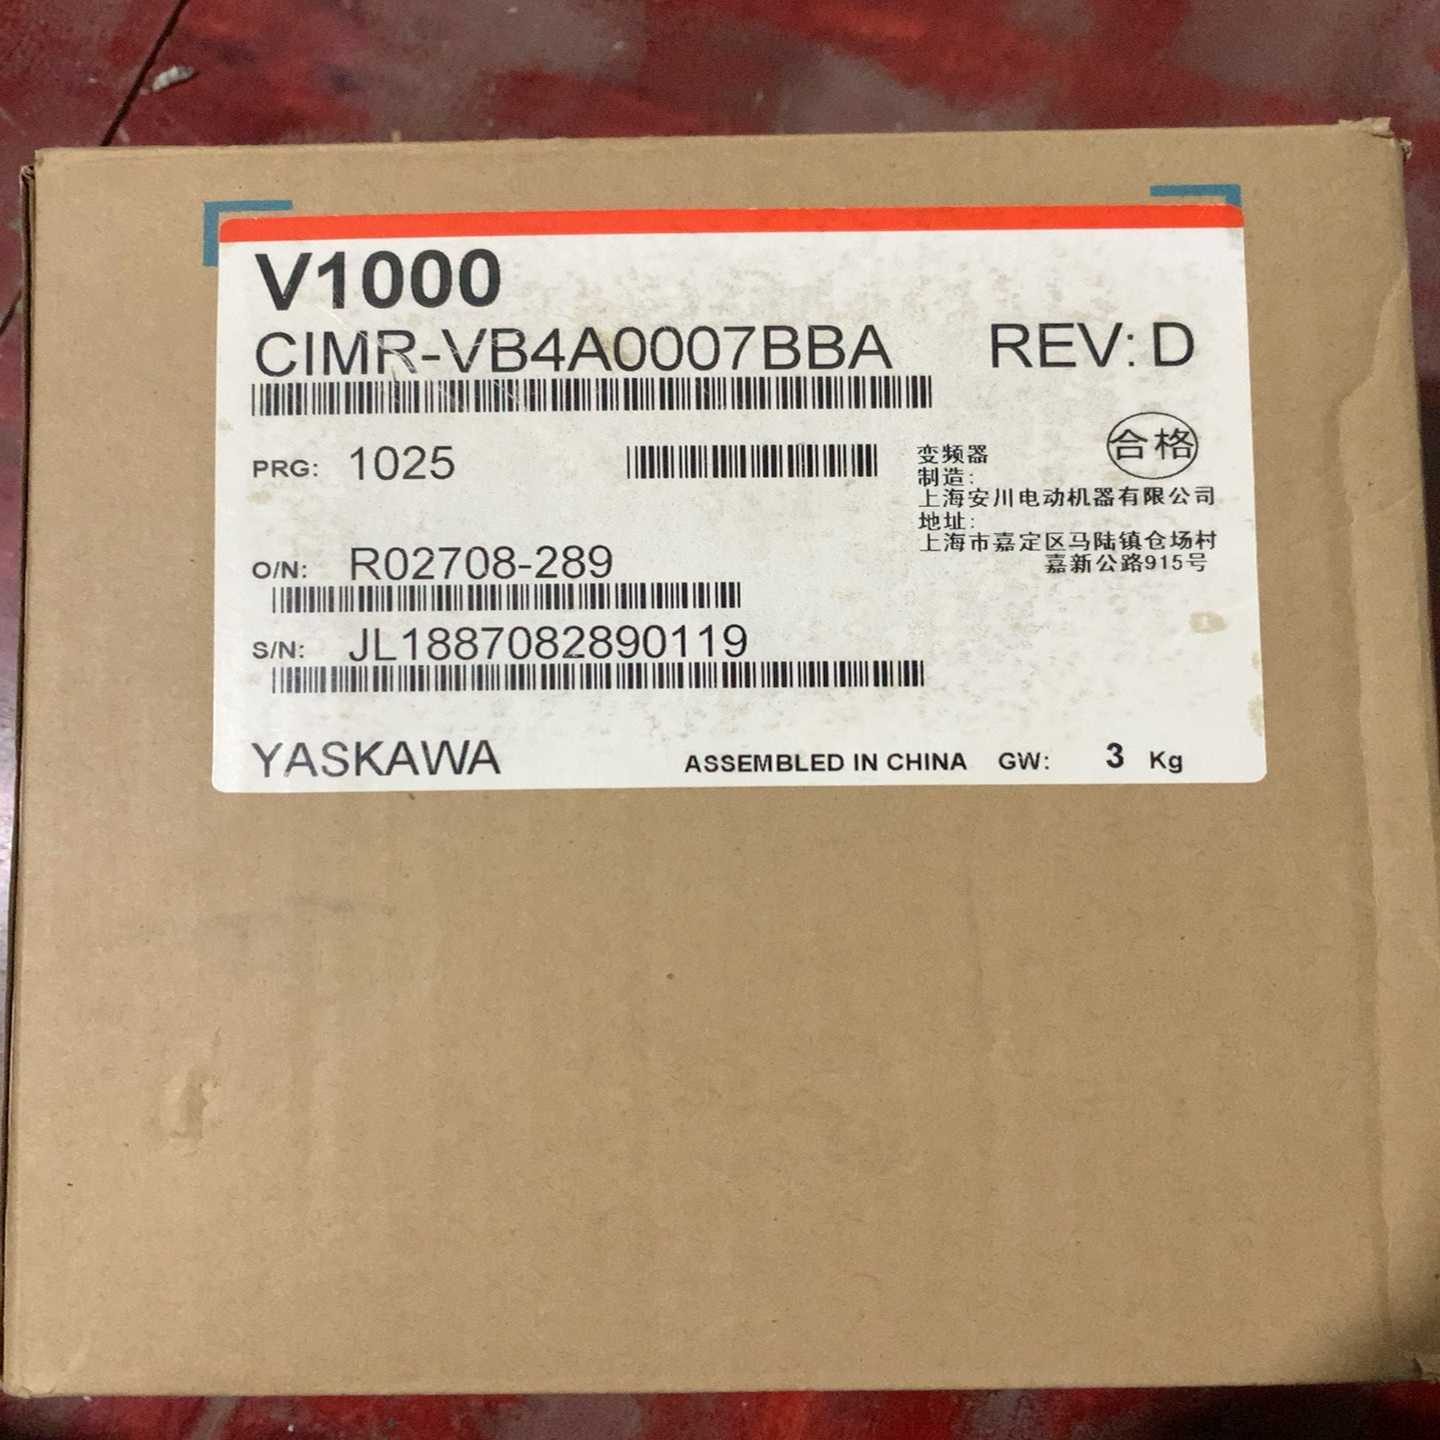 V1000
CIMR-VB4A0007BBA REV: D
PRG: 1025
合格
变频器
制造:
上海安川电动机器有限公司
地址:
上海市嘉定区马陆镇仓场村
嘉新公路915号
O/N: R02708-289
S/N: JL1887082890119
YASKAWA ASSEMBLED IN CHINA GW: 3 Kg